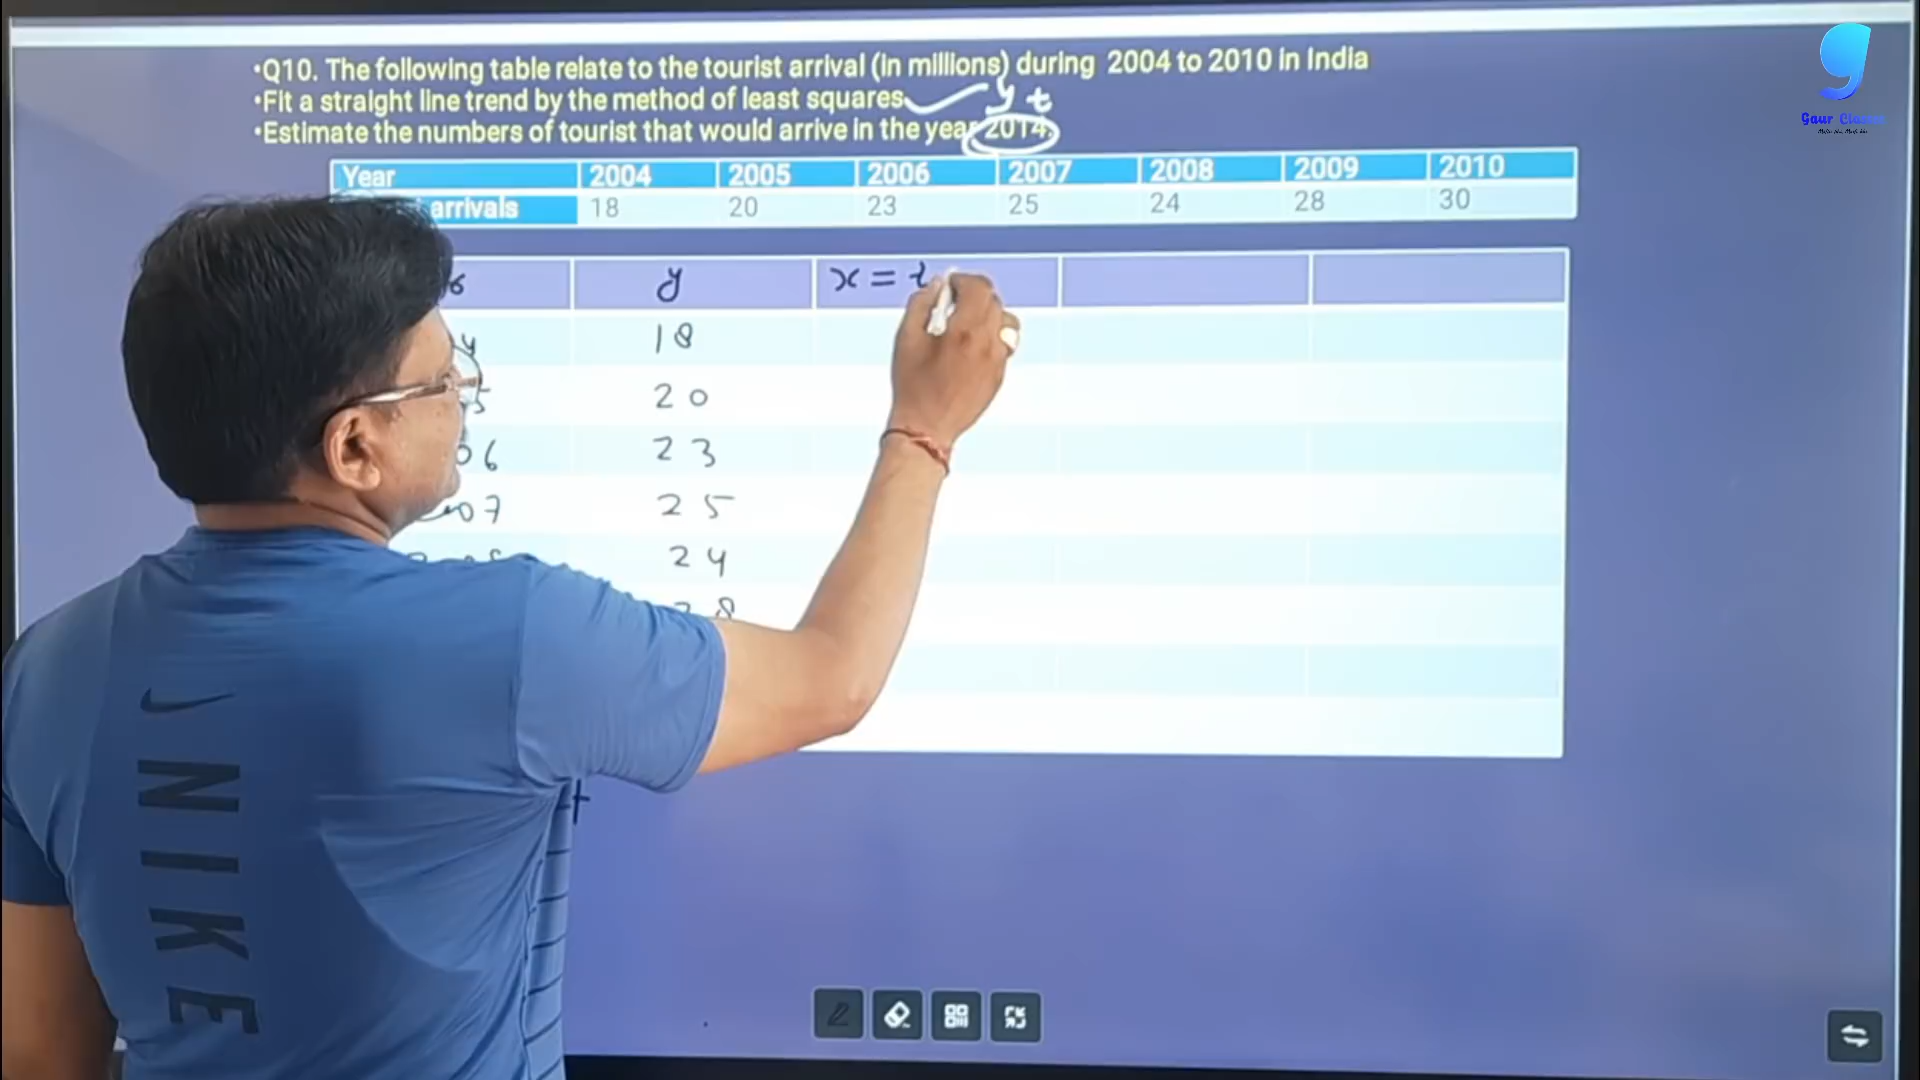 •Q10. The following table relate to the tourist arrival (in millions) during 2004 to 2010 in India
•Fit a straight line trend by the method of least squares
y t
•Estimate the numbers of tourist that would arrive in the year 2014.
Year 2004 2005 2006 2007 2008 2009 2010
arrivals 18 20 23 25 24 28 30
y x = t
18
20
06 23
07 25
24
28
NIKE
Gaur Classes